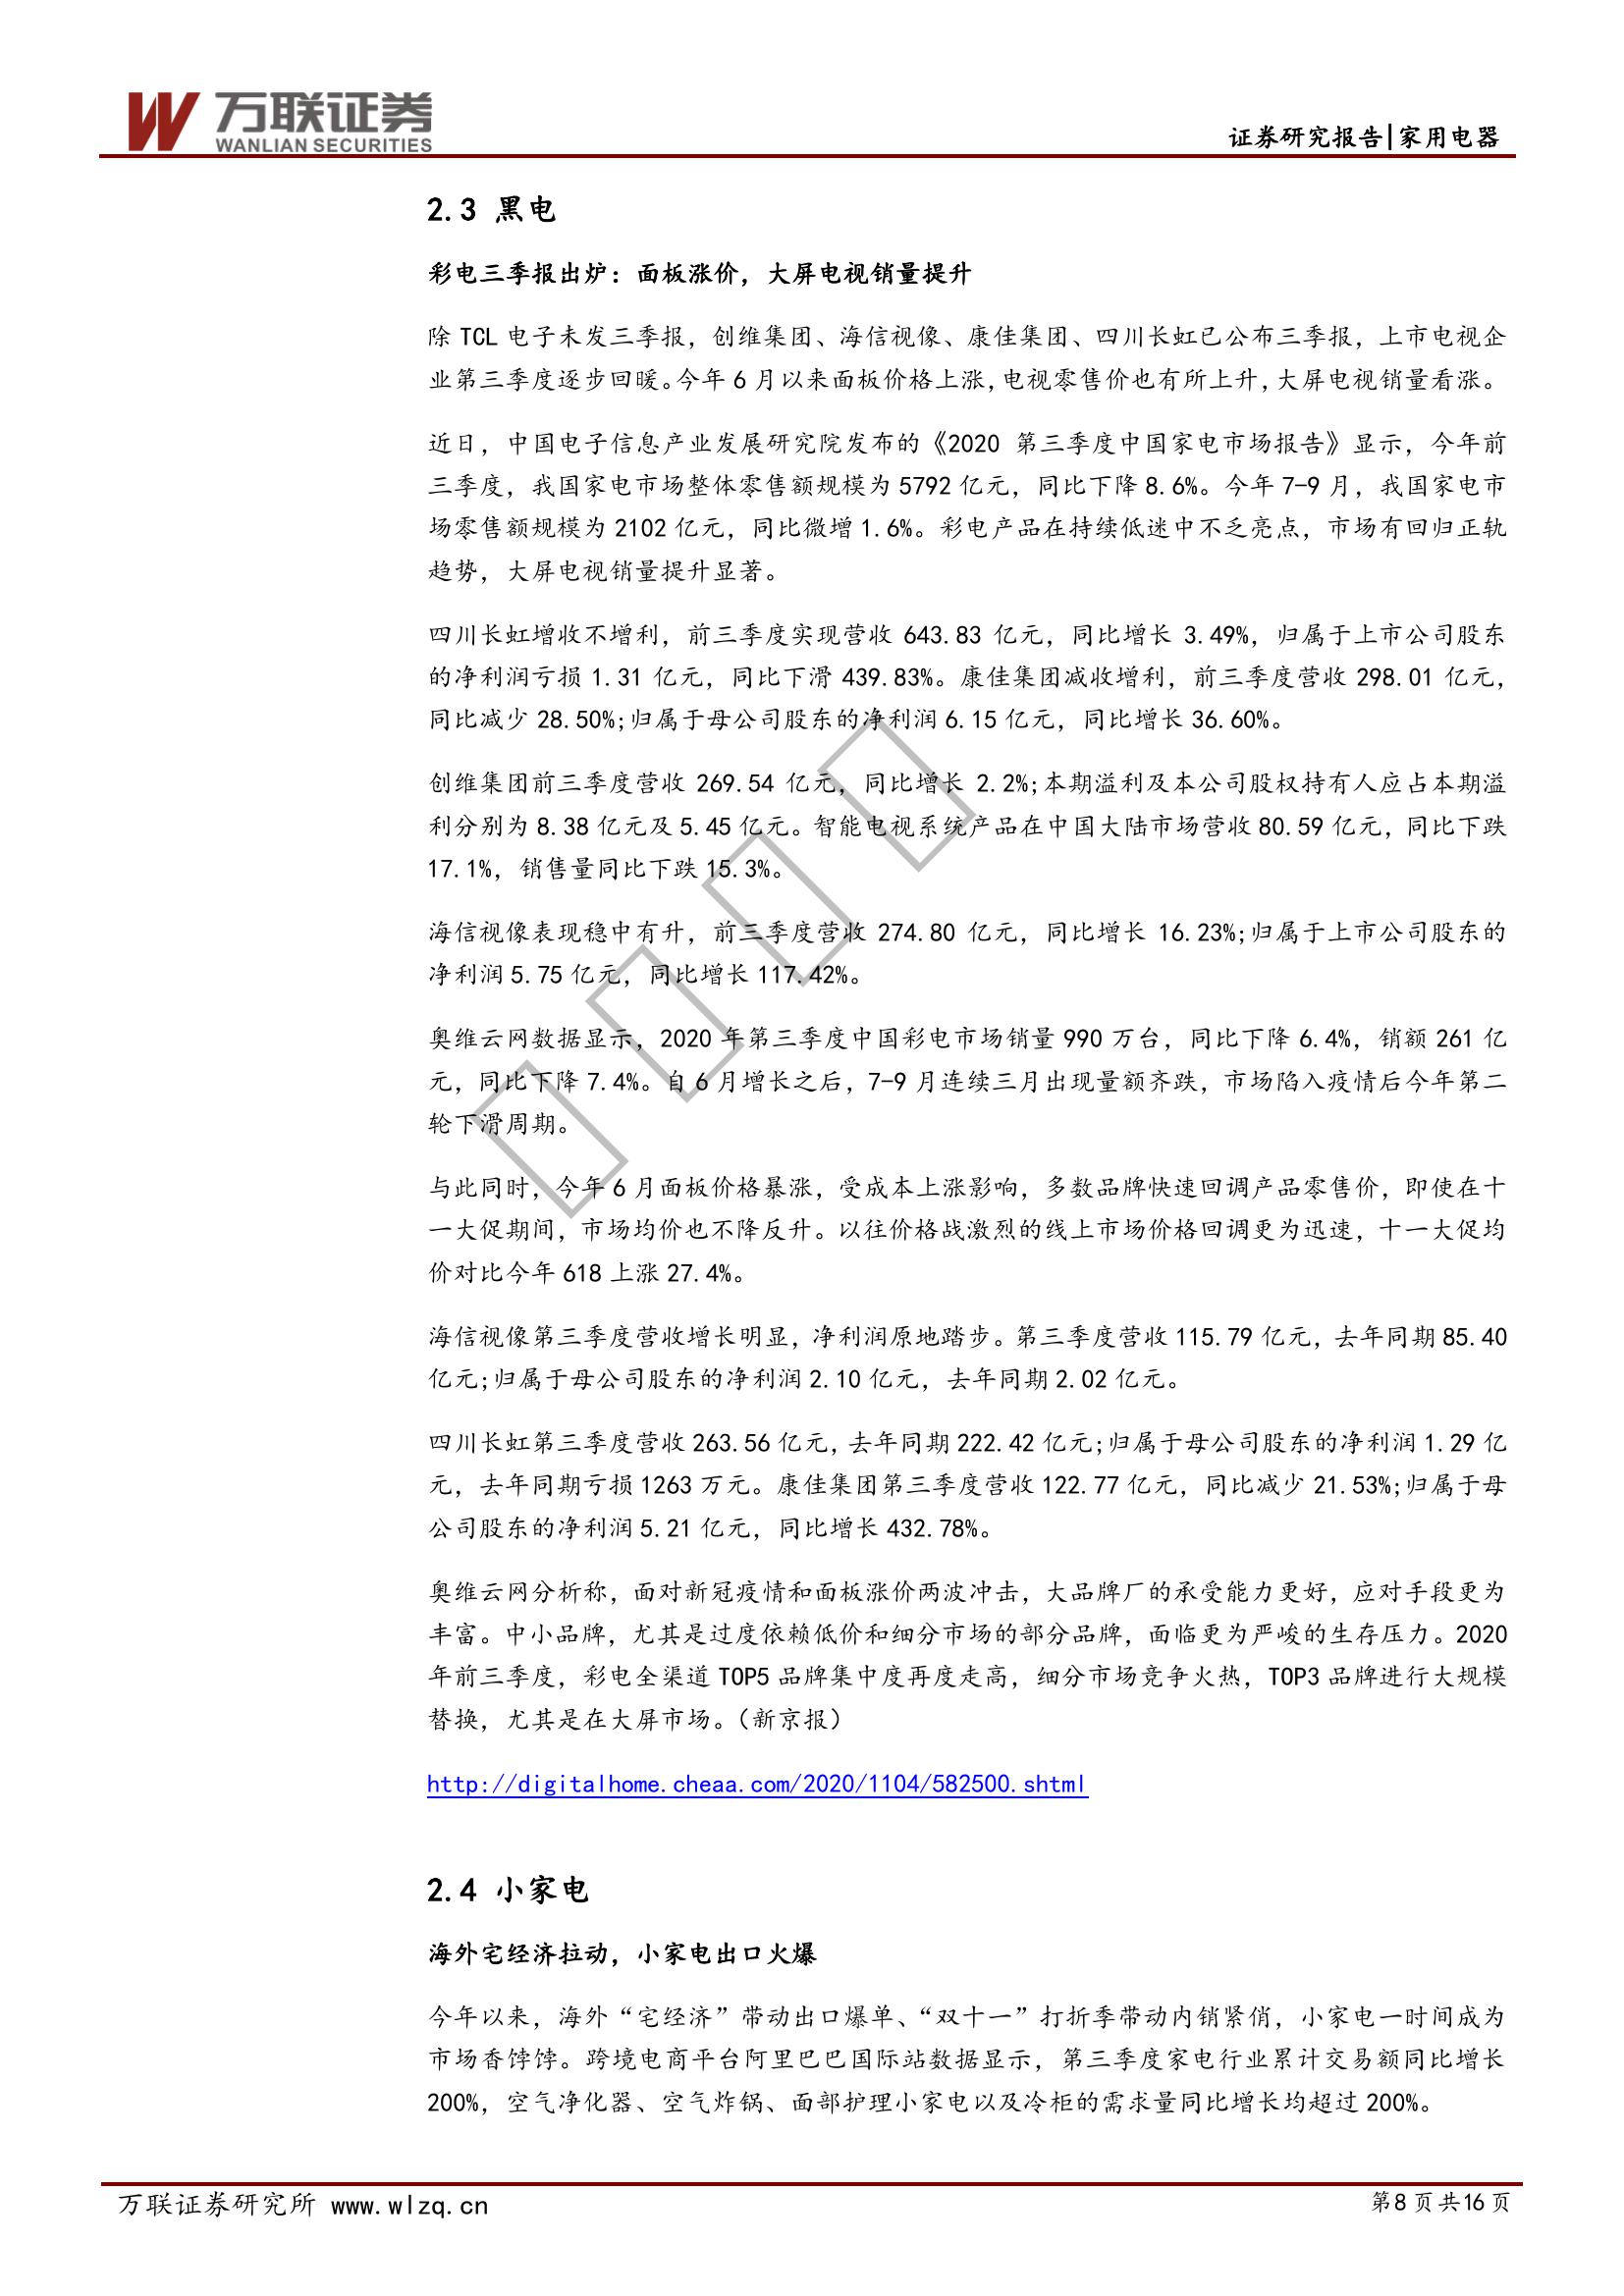 万联证券
WANLIAN SECURITIES
证券研究报告|家用电器
2.3 黑电
彩电三季报出炉：面板涨价，大屏电视销量提升
除 TCL 电子未发三季报，创维集团、海信视像、康佳集团、四川长虹已公布三季报，上市电视企
业第三季度逐步回暖。今年 6 月以来面板价格上涨，电视零售价也有所上升，大屏电视销量看涨。
近日，中国电子信息产业发展研究院发布的《2020 第三季度中国家电市场报告》显示，今年前
三季度，我国家电市场整体零售额规模为 5792 亿元，同比下降 8.6%。今年 7-9 月，我国家电市
场零售额规模为 2102 亿元，同比微增 1.6%。彩电产品在持续低迷中不乏亮点，市场有回归正轨
趋势，大屏电视销量提升显著。
四川长虹增收不增利，前三季度实现营收 643.83 亿元，同比增长 3.49%，归属于上市公司股东
的净利润亏损 1.31 亿元，同比下滑 439.83%。康佳集团减收增利，前三季度营收 298.01 亿元，
同比减少 28.50%;归属于母公司股东的净利润 6.15 亿元，同比增长 36.60%。
创维集团前三季度营收 269.54 亿元，同比增长 2.2%;本期溢利及本公司股权持有人应占本期溢
利分别为 8.38 亿元及 5.45 亿元。智能电视系统产品在中国大陆市场营收 80.59 亿元，同比下跌
17.1%，销售量同比下跌 15.3%。
海信视像表现稳中有升，前三季度营收 274.80 亿元，同比增长 16.23%;归属于上市公司股东的
净利润 5.75 亿元，同比增长 117.42%。
奥维云网数据显示，2020 年第三季度中国彩电市场销量 990 万台，同比下降 6.4%，销额 261 亿
元，同比下降 7.4%。自 6 月增长之后，7-9 月连续三月出现量额齐跌，市场陷入疫情后今年第二
轮下滑周期。
与此同时，今年 6 月面板价格暴涨，受成本上涨影响，多数品牌快速回调产品零售价，即使在十
一大促期间，市场均价也不降反升。以往价格战激烈的线上市场价格回调更为迅速，十一大促均
价对比今年 618 上涨 27.4%。
海信视像第三季度营收增长明显，净利润原地踏步。第三季度营收 115.79 亿元，去年同期 85.40
亿元;归属于母公司股东的净利润 2.10 亿元，去年同期 2.02 亿元。
四川长虹第三季度营收 263.56 亿元，去年同期 222.42 亿元;归属于母公司股东的净利润 1.29 亿
元，去年同期亏损 1263 万元。康佳集团第三季度营收 122.77 亿元，同比减少 21.53%;归属于母
公司股东的净利润 5.21 亿元，同比增长 432.78%。
奥维云网分析称，面对新冠疫情和面板涨价两波冲击，大品牌厂的承受能力更好，应对手段更为
丰富。中小品牌，尤其是过度依赖低价和细分市场的部分品牌，面临更为严峻的生存压力。2020
年前三季度，彩电全渠道 TOP5 品牌集中度再度走高，细分市场竞争火热，TOP3 品牌进行大规模
替换，尤其是在大屏市场。（新京报）
http://digitalhome.cheaa.com/2020/1104/582500.shtml
2.4 小家电
海外宅经济拉动，小家电出口火爆
今年以来，海外“宅经济”带动出口爆单、“双十一”打折季带动内销紧俏，小家电一时间成为
市场香饽饽。跨境电商平台阿里巴巴国际站数据显示，第三季度家电行业累计交易额同比增长
200%，空气净化器、空气炸锅、面部护理小家电以及冷柜的需求量同比增长均超过 200%。
万联证券研究所 www.wlzq.cn
第8 页 共16 页